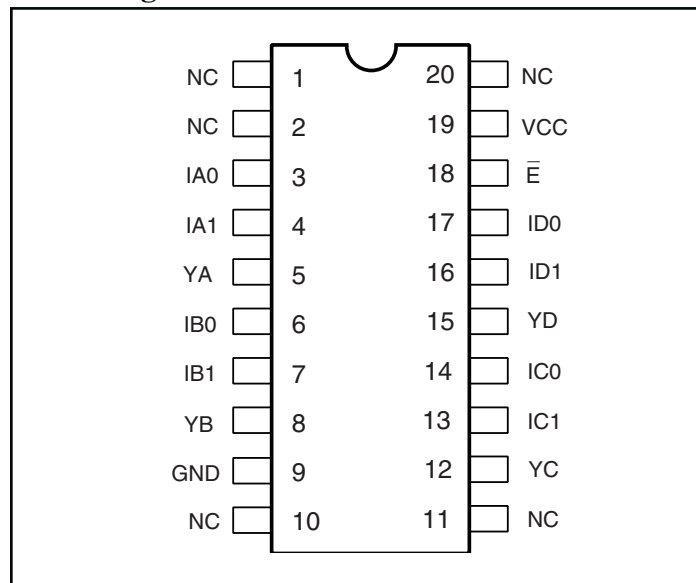 NC 1 20 NC
NC 2 19 VCC
IA0 3 18 E̅
IA1 4 17 ID0
YA 5 16 ID1
IB0 6 15 YD
IB1 7 14 IC0
YB 8 13 IC1
GND 9 12 YC
NC 10 11 NC